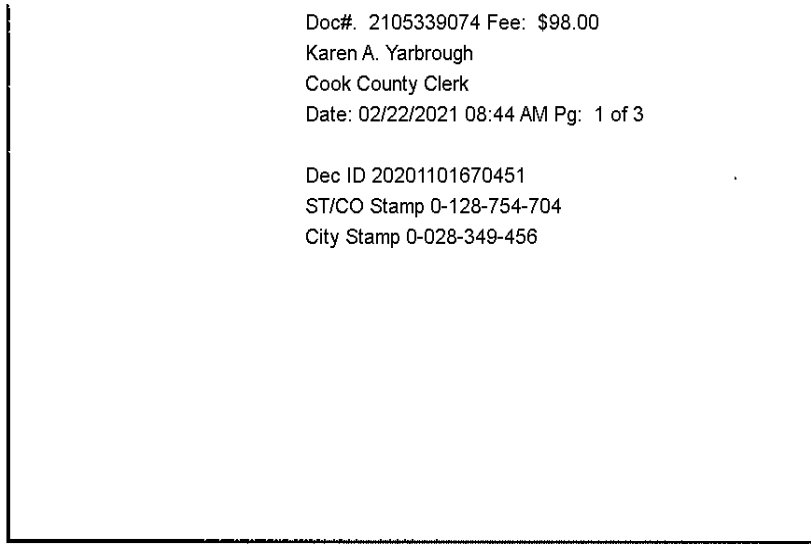 Doc#. 2105339074 Fee: $98.00
Karen A. Yarbrough
Cook County Clerk
Date: 02/22/2021 08:44 AM Pg: 1 of 3
Dec ID 20201101670451
ST/CO Stamp 0-128-754-704
City Stamp 0-028-349-456